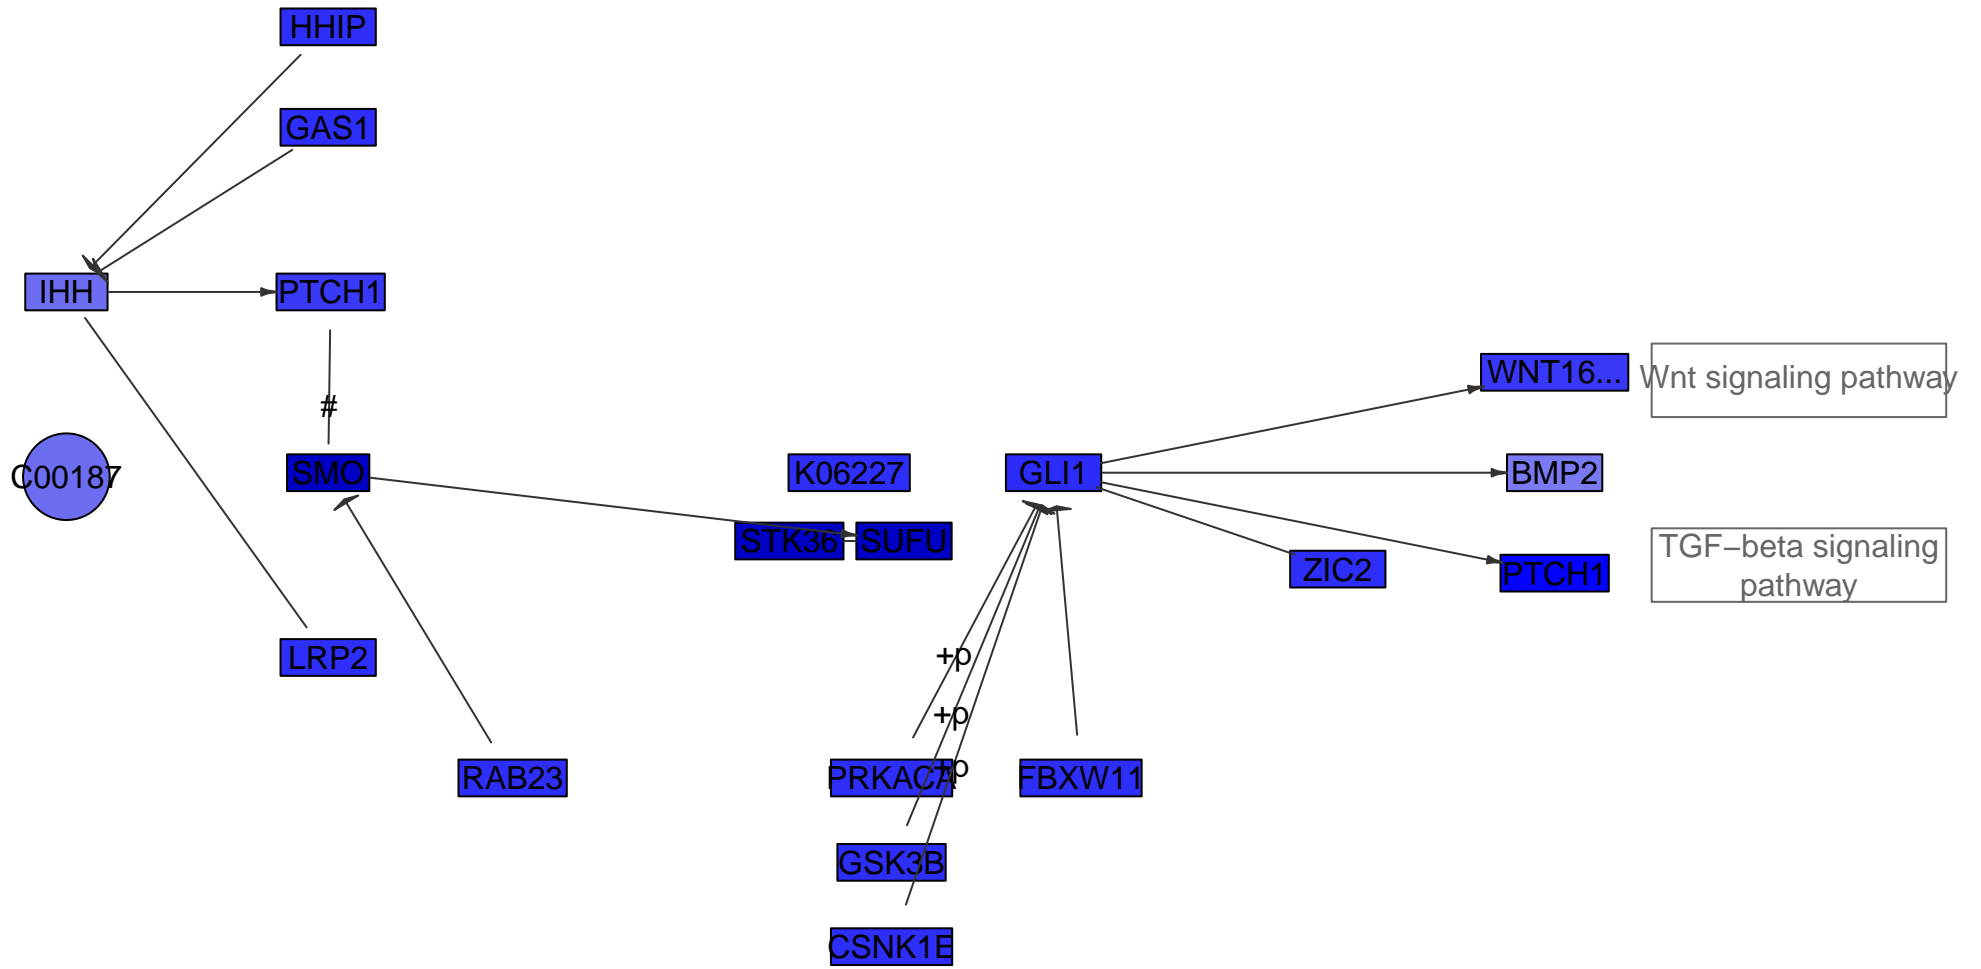 HHIP
GAS1
IHH
PTCH1
WNT16...
Wnt signaling pathway
#
C00187
SMO
K06227
GLI1
BMP2
STK36
SUFU
ZIC2
PTCH1
TGF−beta signaling
pathway
LRP2
+p
+p
+p
RAB23
PRKACA
FBXW11
GSK3B
CSNK1E